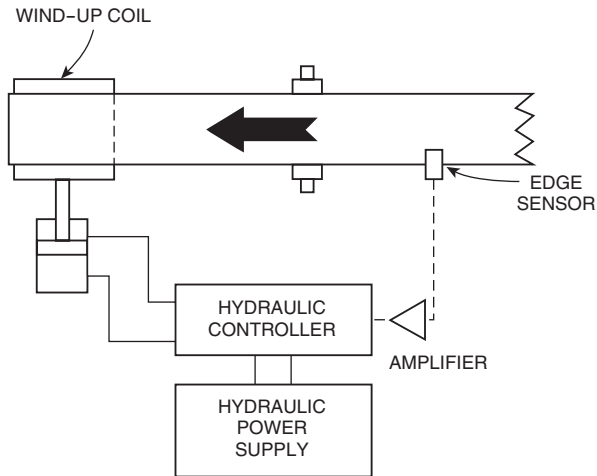 WIND-UP COIL
EDGE
SENSOR
HYDRAULIC
CONTROLLER
AMPLIFIER
HYDRAULIC
POWER
SUPPLY